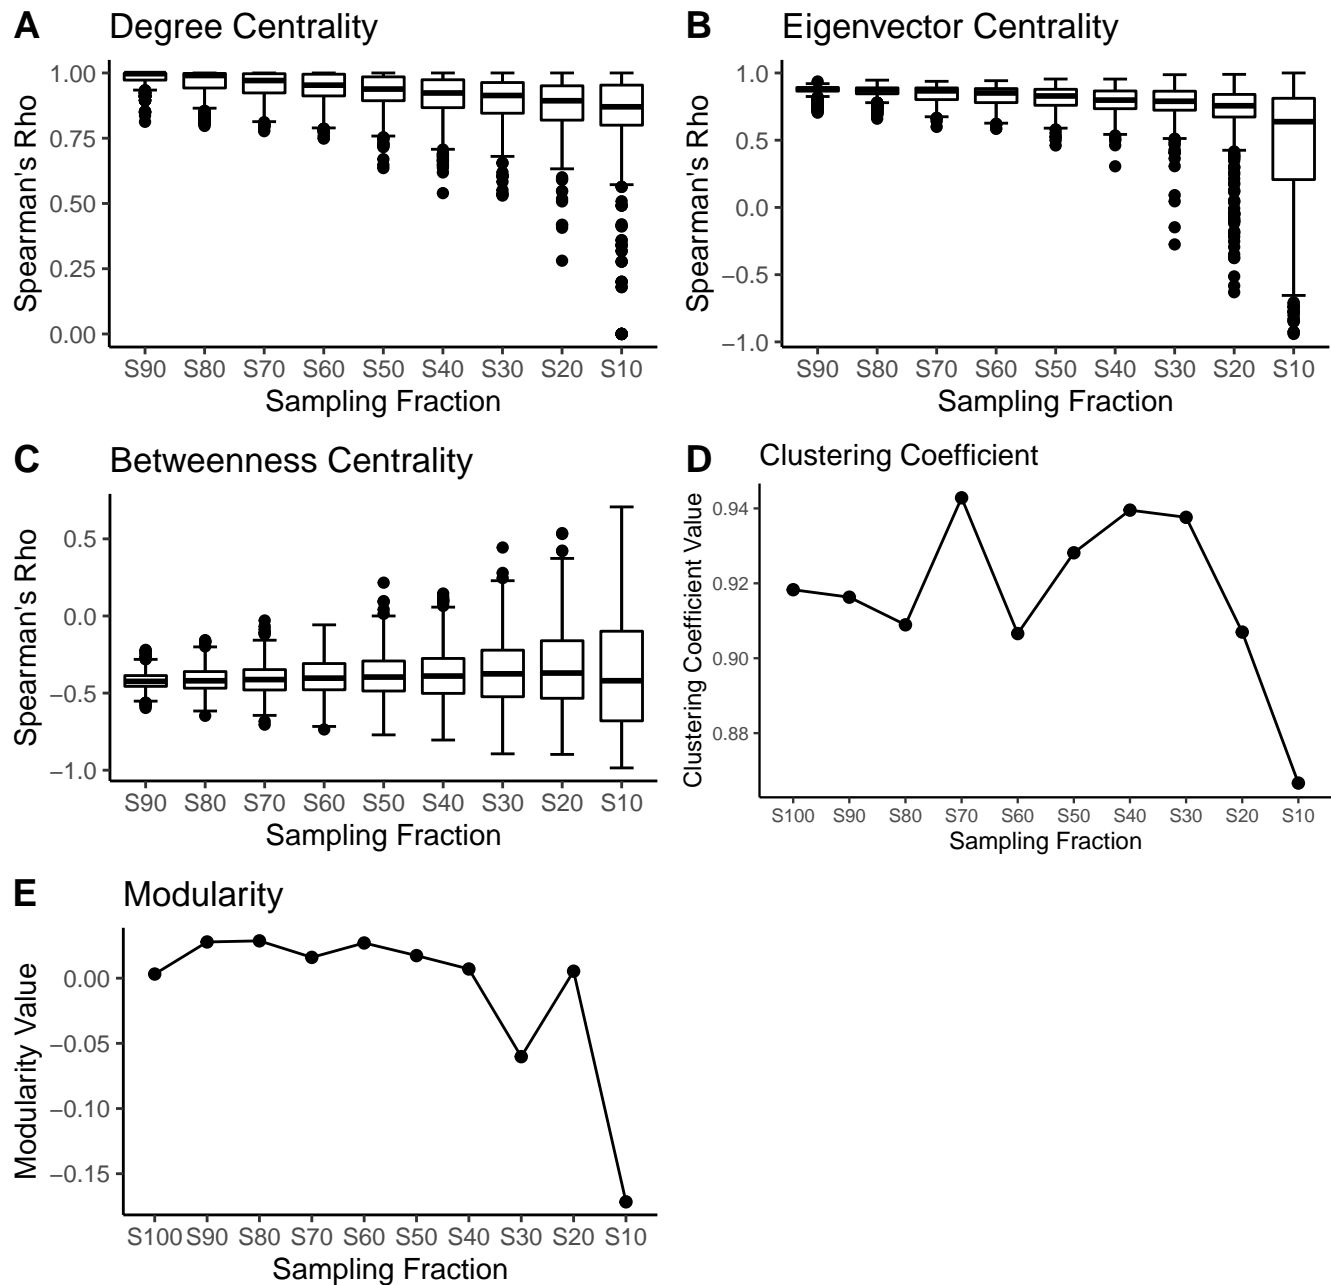 A Degree Centrality
Spearman's Rho
1.00
0.75
0.50
0.25
0.00
S90 S80 S70 S60 S50 S40 S30 S20 S10
Sampling Fraction
B Eigenvector Centrality
Spearman's Rho
1.0
0.5
0.0
−0.5
−1.0
S90 S80 S70 S60 S50 S40 S30 S20 S10
Sampling Fraction
C Betweenness Centrality
Spearman's Rho
0.5
0.0
−0.5
−1.0
S90 S80 S70 S60 S50 S40 S30 S20 S10
Sampling Fraction
D Clustering Coefficient
Clustering Coefficient Value
0.94
0.92
0.90
0.88
S100 S90 S80 S70 S60 S50 S40 S30 S20 S10
Sampling Fraction
E Modularity
Modularity Value
0.00
−0.05
−0.10
−0.15
S100 S90 S80 S70 S60 S50 S40 S30 S20 S10
Sampling Fraction